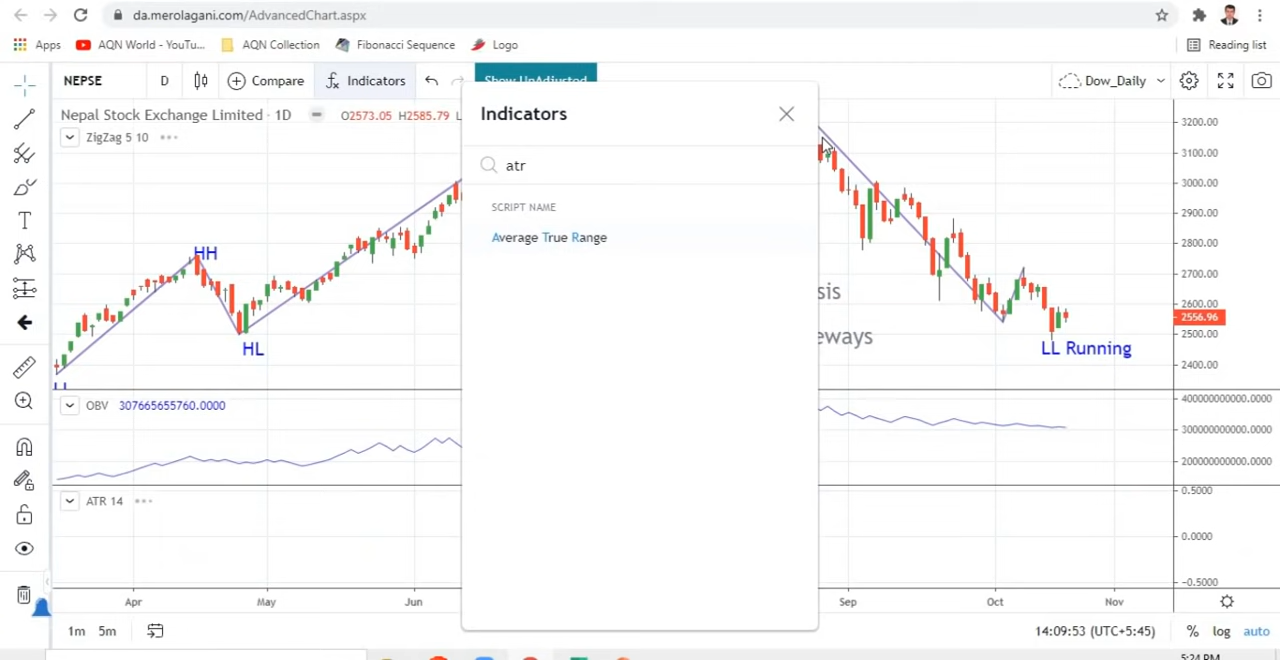 da.merolagani.com/AdvancedChart.aspx
Apps
AQN World - YouTu...
AQN Collection
Fibonacci Sequence
Logo
Reading list
NEPSE
D
Compare
Indicators
Show UnAdjusted
Dow_Daily
Nepal Stock Exchange Limited · 1D
O2573.05 H2585.79 L
ZigZag 5 10
Indicators
atr
SCRIPT NAME
Average True Range
HH
HL
LL
sis
eways
LL Running
3200.00
3100.00
3000.00
2900.00
2800.00
2700.00
2600.00
2556.96
2500.00
2400.00
OBV 307665655760.0000
400000000000.0000
300000000000.0000
200000000000.0000
ATR 14
0.5000
0.0000
-0.5000
Apr
May
Jun
Sep
Oct
Nov
1m 5m
14:09:53 (UTC+5:45)
% log auto
5:24 PM